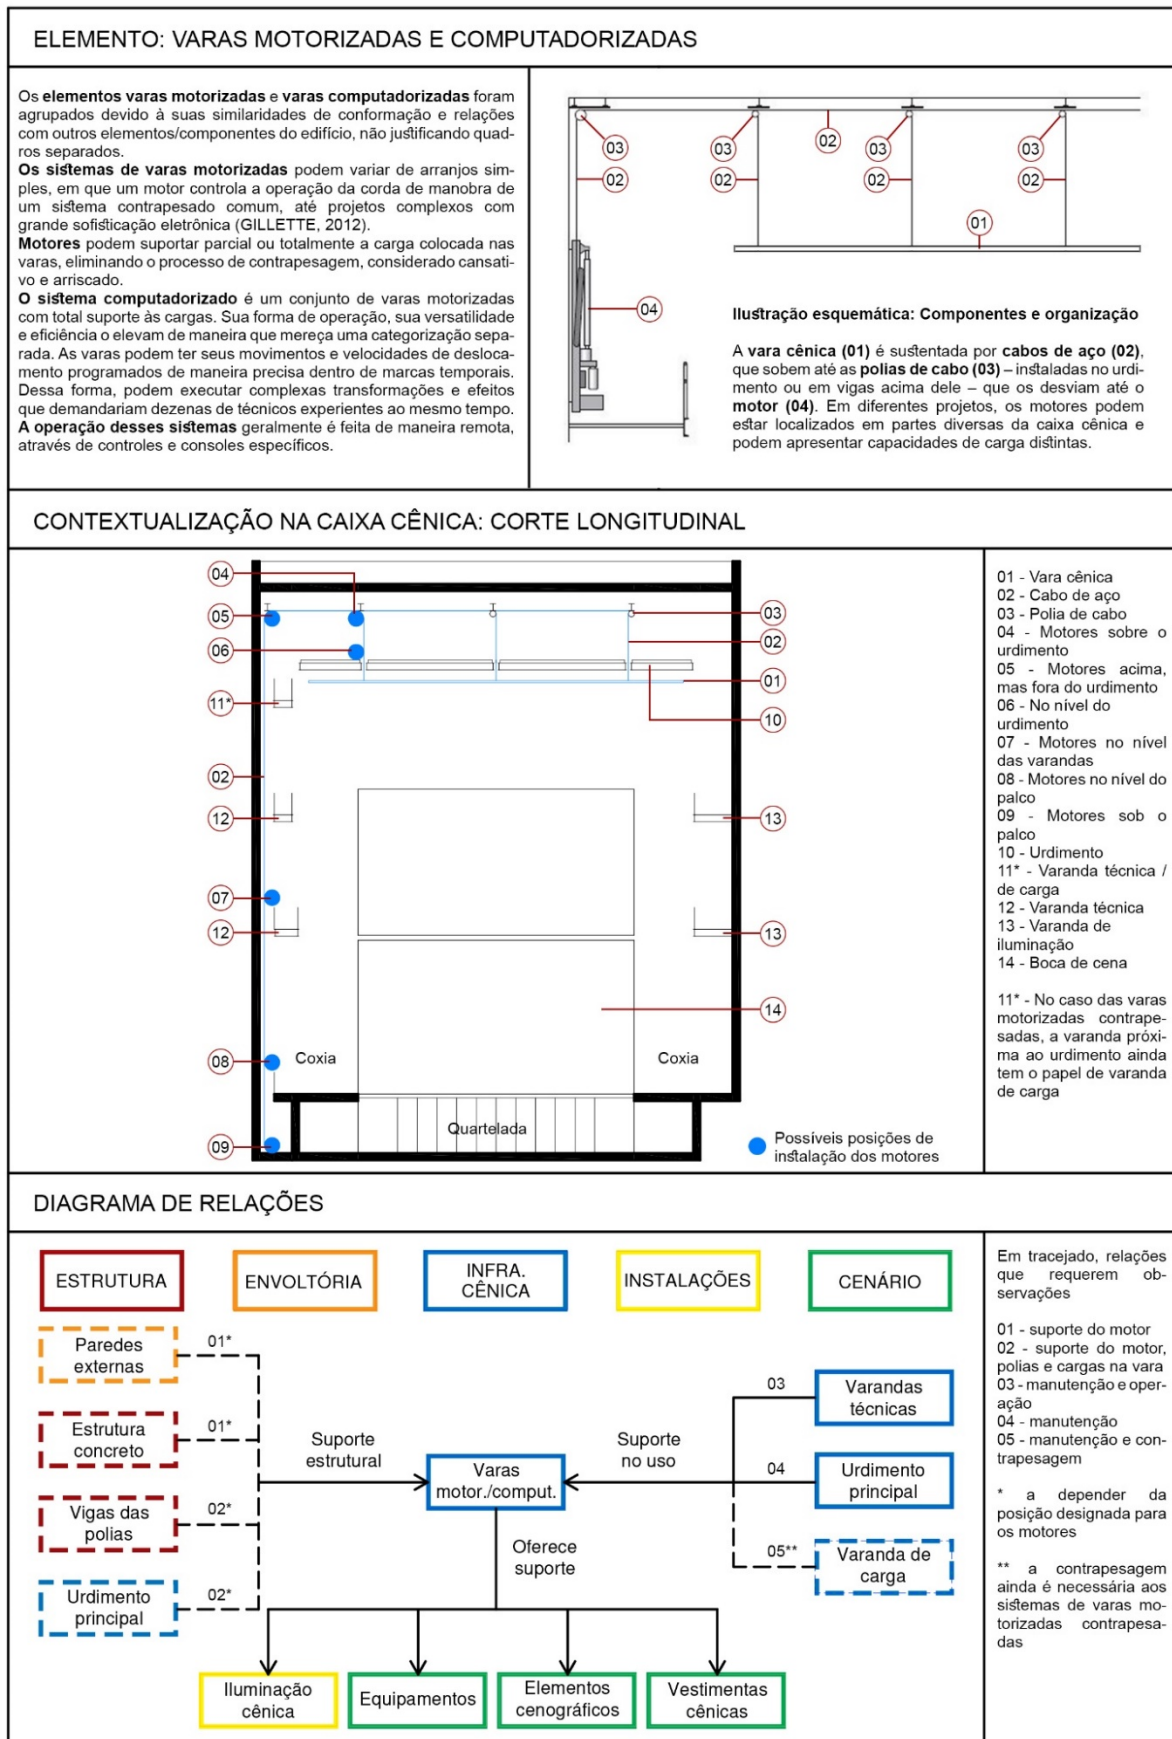 ELEMENTO: VARAS MOTORIZADAS E COMPUTADORIZADAS
Os elementos varas motorizadas e varas computadorizadas foram
agrupados devido à suas similaridades de conformação e relações
com outros elementos/componentes do edifício, não justificando quad-
ros separados.
Os sistemas de varas motorizadas podem variar de arranjos sim-
ples, em que um motor controla a operação da corda de manobra de
um sistema contrapesado comum, até projetos complexos com
grande sofisticação eletrônica (GILLETTE, 2012).
Motores podem suportar parcial ou totalmente a carga colocada nas
varas, eliminando o processo de contrapesagem, considerado cansati-
vo e arriscado.
O sistema computadorizado é um conjunto de varas motorizadas
com total suporte às cargas. Sua forma de operação, sua versatilidade
e eficiência o elevam de maneira que mereça uma categorização sepa-
rada. As varas podem ter seus movimentos e velocidades de desloca-
mento programados de maneira precisa dentro de marcas temporais.
Dessa forma, podem executar complexas transformações e efeitos
que demandariam dezenas de técnicos experientes ao mesmo tempo.
A operação desses sistemas geralmente é feita de maneira remota,
através de controles e consoles específicos.
03 03 02 03 03
02 02 02 02
01
04
Ilustração esquemática: Componentes e organização
A vara cênica (01) é sustentada por cabos de aço (02),
que sobem até as polias de cabo (03) – instaladas no urdi-
mento ou em vigas acima dele – que os desviam até o
motor (04). Em diferentes projetos, os motores podem
estar localizados em partes diversas da caixa cênica e
podem apresentar capacidades de carga distintas.
CONTEXTUALIZAÇÃO NA CAIXA CÊNICA: CORTE LONGITUDINAL
04
05
03
06
02
01
11*
10
02
12
13
07
12
13
14
Coxia
Coxia
08
Quartelada
09
Possíveis posições de
instalação dos motores
01 - Vara cênica
02 - Cabo de aço
03 - Polia de cabo
04 - Motores sobre o
urdimento
05 - Motores acima,
mas fora do urdimento
06 - No nível do
urdimento
07 - Motores no nível
das varandas
08 - Motores no nível do
palco
09 - Motores sob o
palco
10 - Urdimento
11* - Varanda técnica /
de carga
12 - Varanda técnica
13 - Varanda de
iluminação
14 - Boca de cena
11* - No caso das varas
motorizadas contrape-
sadas, a varanda próxi-
ma ao urdimento ainda
tem o papel de varanda
de carga
DIAGRAMA DE RELAÇÕES
ESTRUTURA
ENVOLTÓRIA
INFRA.
CÊNICA
INSTALAÇÕES
CENÁRIO
Paredes
externas
01*
Estrutura
concreto
01*
Vigas das
polias
02*
Urdimento
principal
02*
Suporte
estrutural
Varas
motor./comput.
Suporte
no uso
03
Varandas
técnicas
04
Urdimento
principal
05**
Varanda de
carga
Oferece
suporte
Iluminação
cênica
Equipamentos
Elementos
cenográficos
Vestimentas
cênicas
Em tracejado, relações
que requerem ob-
servações
01 - suporte do motor
02 - suporte do motor,
polias e cargas na vara
03 - manutenção e oper-
ação
04 - manutenção
05 - manutenção e con-
trapesagem
* a depender da
posição designada para
os motores
** a contrapesagem
ainda é necessária aos
sistemas de varas mo-
torizadas contrapesa-
das